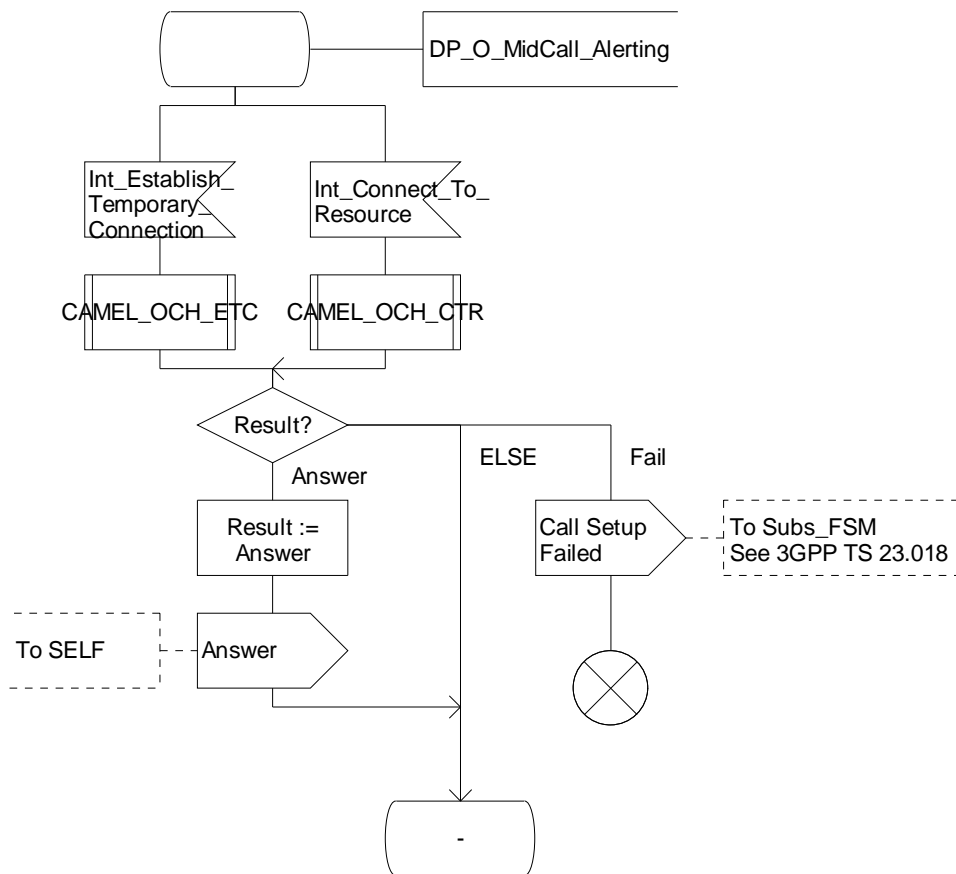 DP_O_MidCall_Alerting
Int_Establish_
Temporary_
Connection
Int_Connect_To_
Resource
CAMEL_OCH_ETC
CAMEL_OCH_CTR
Result?
ELSE
Fail
Answer
Result :=
Answer
Call Setup
Failed
To Subs_FSM
See 3GPP TS 23.018
To SELF
Answer
-